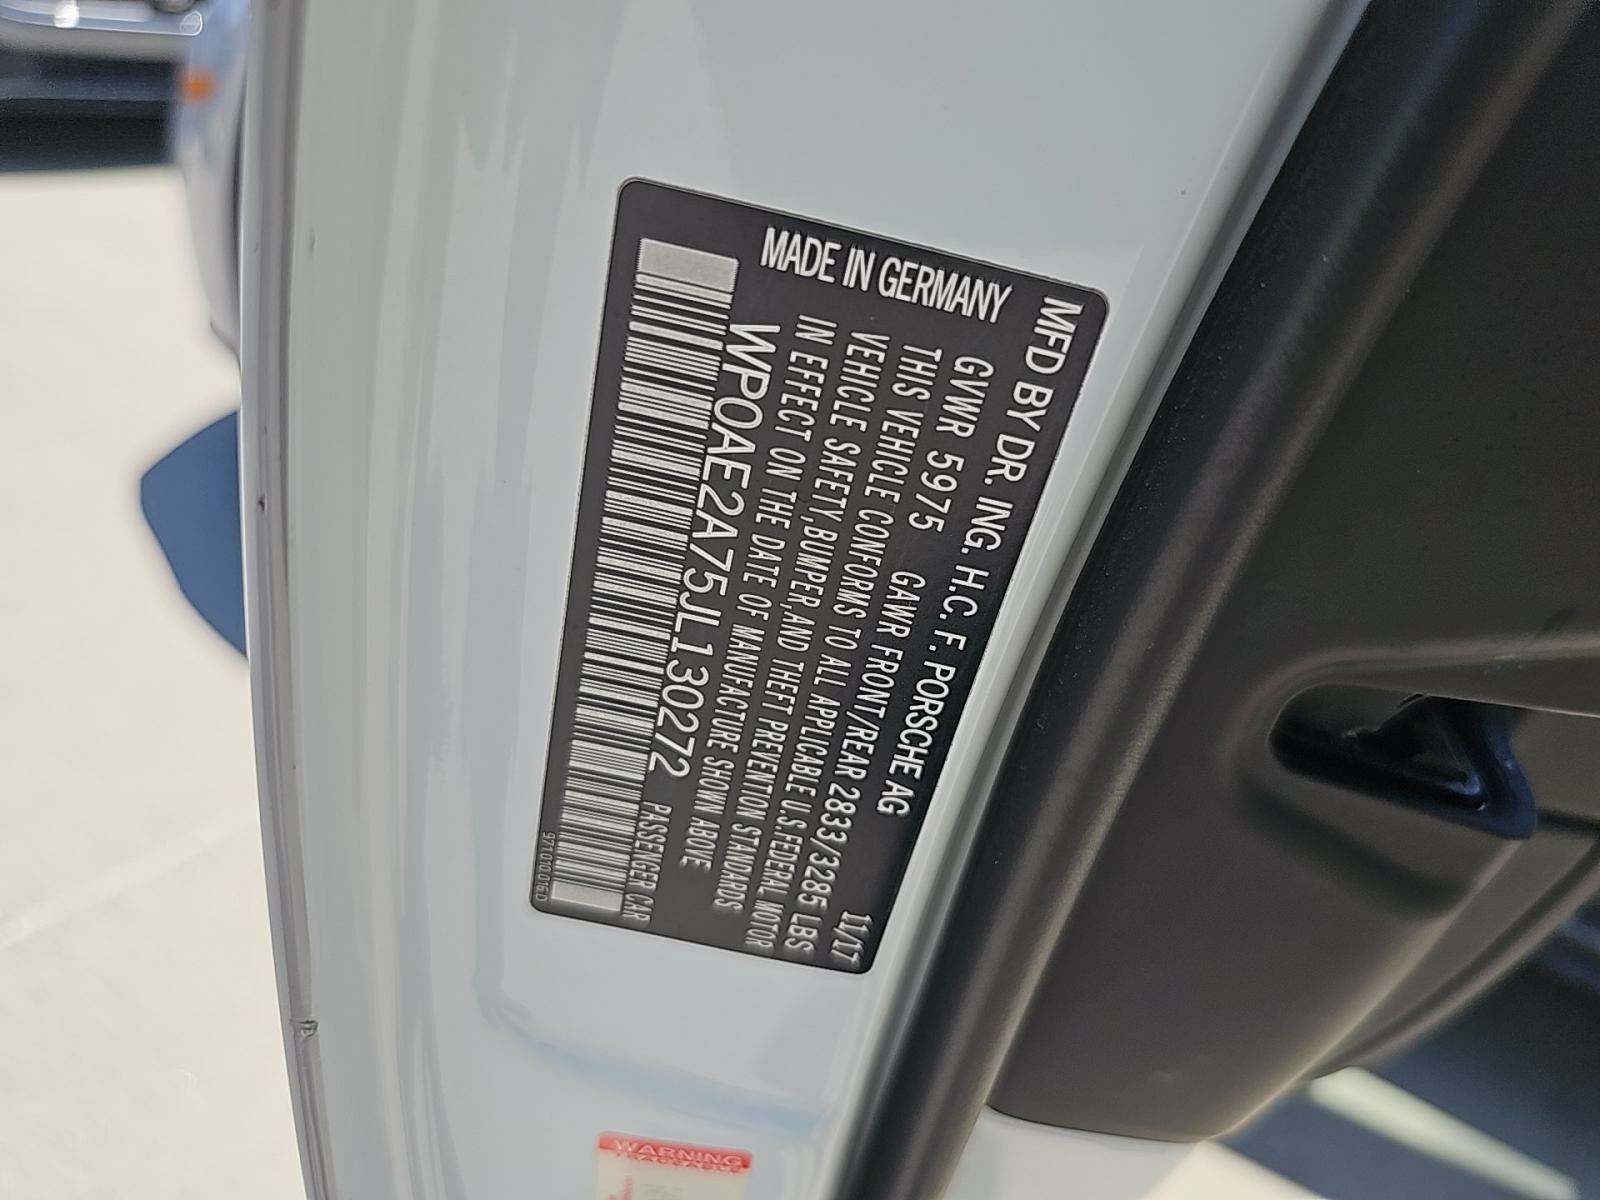 MFD BY DR. ING. H.C. F. PORSCHE AG 11/17
GVWR 5975 GAWR FRONT/REAR 2833/3285 LBS
THIS VEHICLE CONFORMS TO ALL APPLICABLE U.S.FEDERAL MOTOR
VEHICLE SAFETY,BUMPER,AND THEFT PREVENTION STANDARDS
IN EFFECT ON THE DATE OF MANUFACTURE SHOWN ABOVE
WP0AE2A75JL130272 PASSENGER CAR
MADE IN GERMANY
WARNING